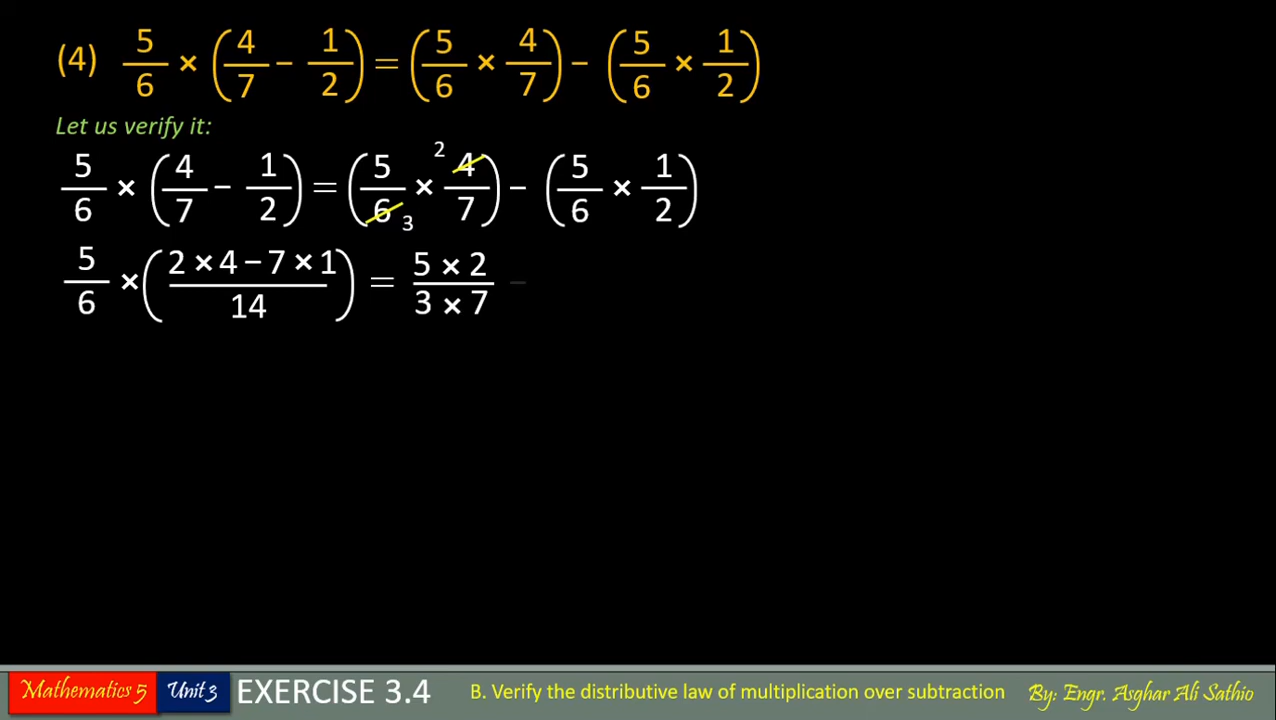 (4) 5/6 × (4/7 − 1/2) = (5/6 × 4/7) − (5/6 × 1/2)
Let us verify it:
5/6 × (4/7 − 1/2) = (5/6 3 × 2 4/7) − (5/6 × 1/2)
5/6 × ((2 × 4 − 7 × 1)/14) = (5 × 2)/(3 × 7) −
Mathematics 5 Unit 3 EXERCISE 3.4 B. Verify the distributive law of multiplication over subtraction By: Engr. Asghar Ali Sathio